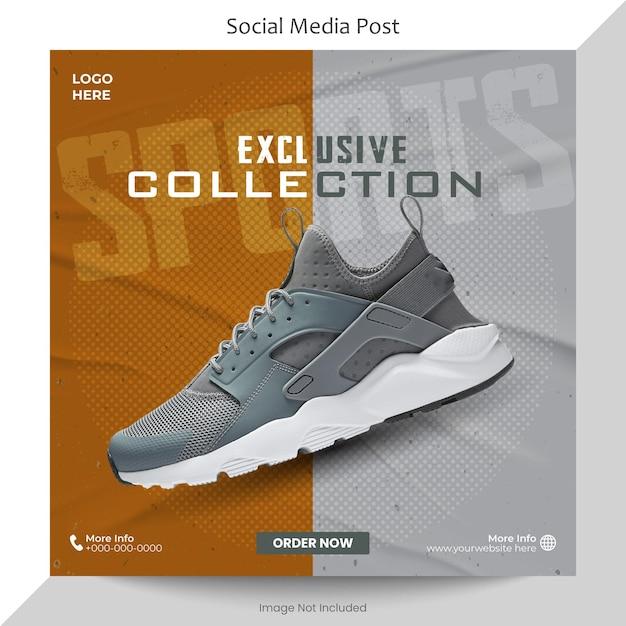 Social Media Post
LOGO
HERE
SPORTS
EXCLUSIVE
COLLECTION
More Info
+000-000-0000
ORDER NOW
More Info
www.yourwebsite here
Image Not Included